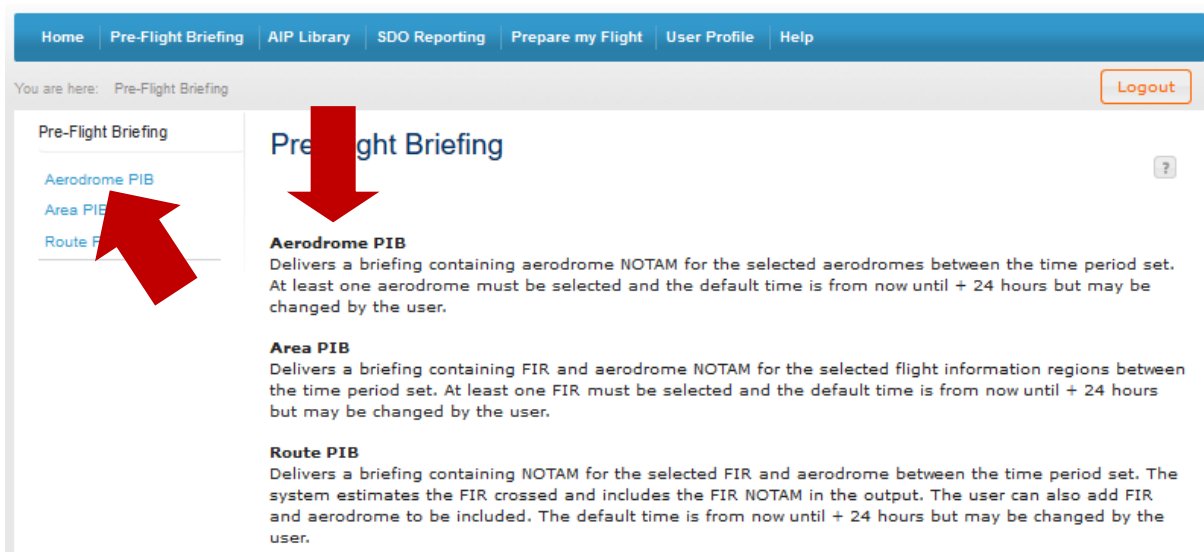 Home Pre-Flight Briefing AIP Library SDO Reporting Prepare my Flight User Profile Help
You are here: Pre-Flight Briefing
Logout
Pre-Flight Briefing
Aerodrome PIB
Area PIB
Route
Pre ght Briefing
?
Aerodrome PIB
Delivers a briefing containing aerodrome NOTAM for the selected aerodromes between the time period set.
At least one aerodrome must be selected and the default time is from now until + 24 hours but may be
changed by the user.
Area PIB
Delivers a briefing containing FIR and aerodrome NOTAM for the selected flight information regions between
the time period set. At least one FIR must be selected and the default time is from now until + 24 hours
but may be changed by the user.
Route PIB
Delivers a briefing containing NOTAM for the selected FIR and aerodrome between the time period set. The
system estimates the FIR crossed and includes the FIR NOTAM in the output. The user can also add FIR
and aerodrome to be included. The default time is from now until + 24 hours but may be changed by the
user.